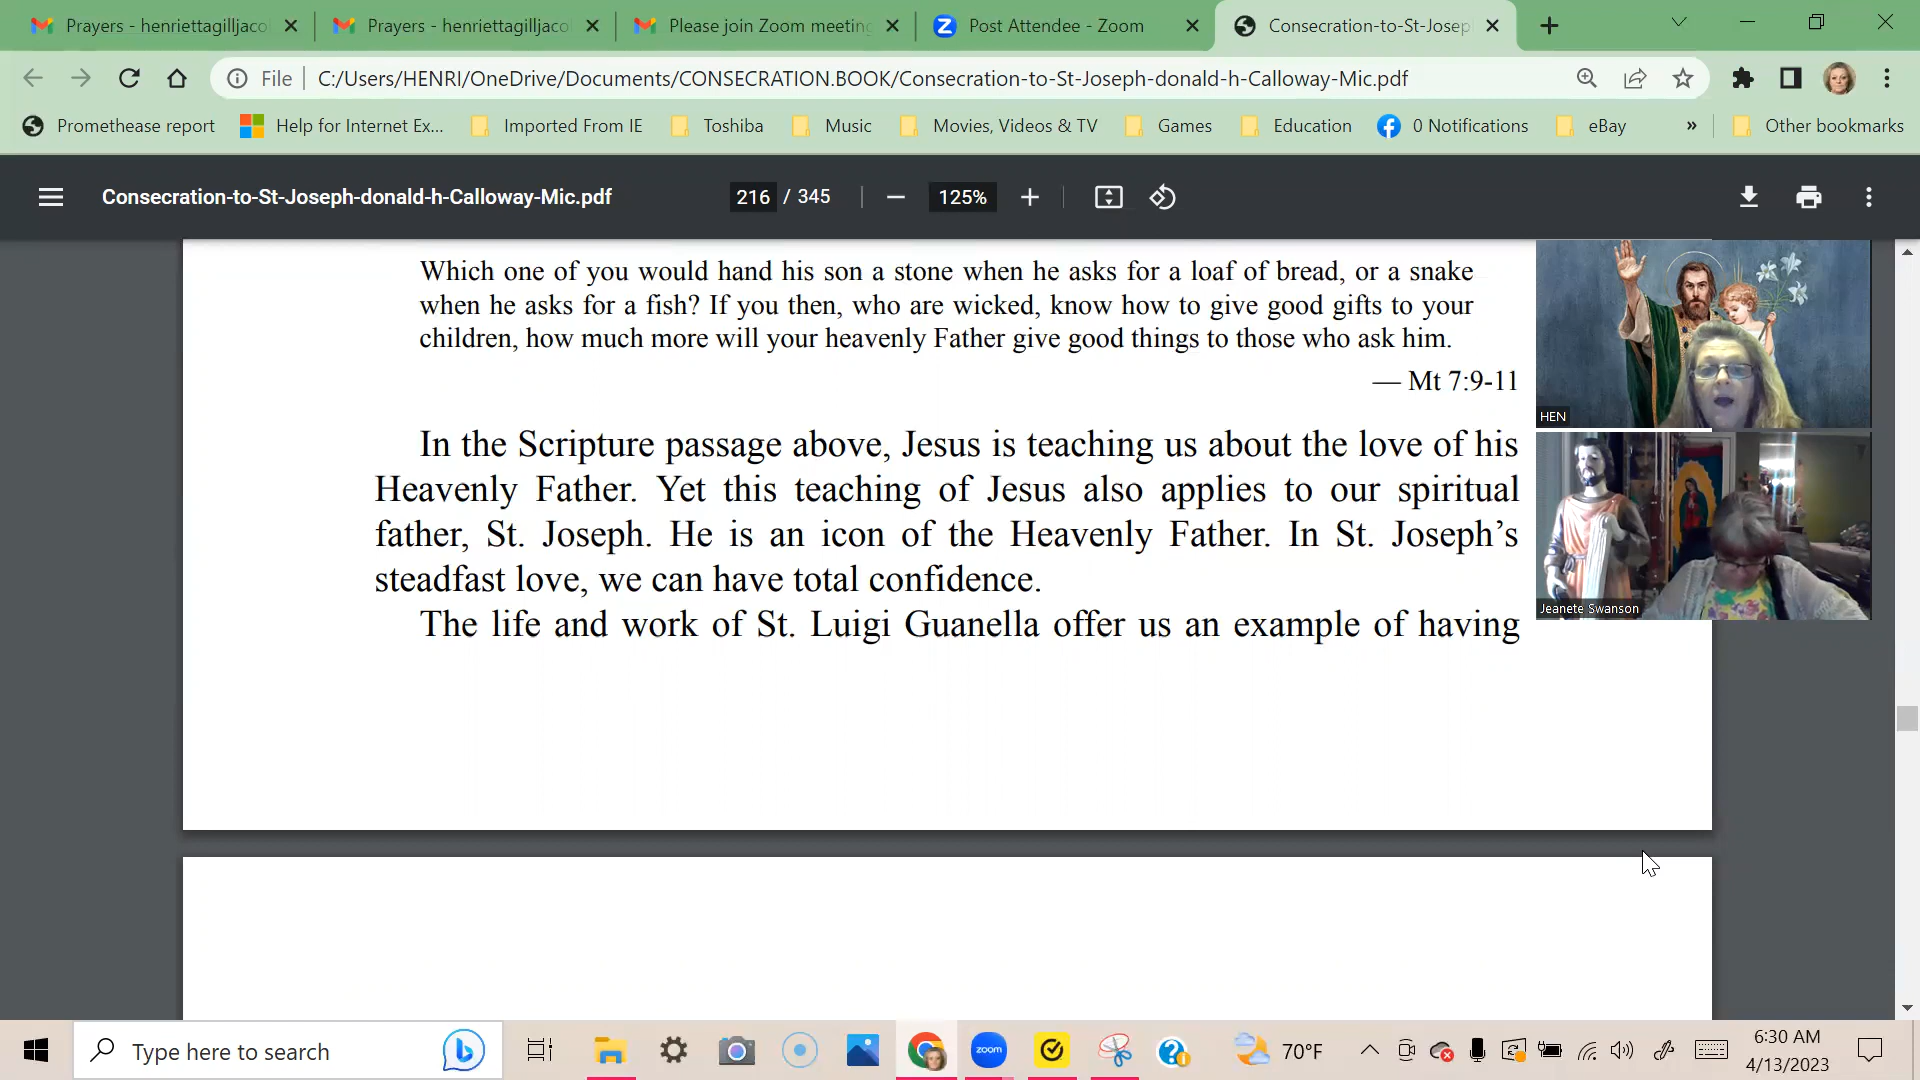 Prayers - henriettagilljaco
Prayers - henriettagilljaco
Please join Zoom meeting
Post Attendee - Zoom
Consecration-to-St-Josep
File
C:/Users/HENRI/OneDrive/Documents/CONSECRATION.BOOK/Consecration-to-St-Joseph-donald-h-Calloway-Mic.pdf
Promethease report
Help for Internet Ex...
Imported From IE
Toshiba
Music
Movies, Videos & TV
Games
Education
0 Notifications
eBay
»
Other bookmarks
Consecration-to-St-Joseph-donald-h-Calloway-Mic.pdf
216 / 345
125%
Which one of you would hand his son a stone when he asks for a loaf of bread, or a snake
when he asks for a fish? If you then, who are wicked, know how to give good gifts to your
children, how much more will your heavenly Father give good things to those who ask him.
— Mt 7:9-11
In the Scripture passage above, Jesus is teaching us about the love of his
Heavenly Father. Yet this teaching of Jesus also applies to our spiritual
father, St. Joseph. He is an icon of the Heavenly Father. In St. Joseph’s
steadfast love, we can have total confidence.
The life and work of St. Luigi Guanella offer us an example of having
HEN
Jeanete Swanson
Type here to search
zoom
70°F
6:30 AM
4/13/2023